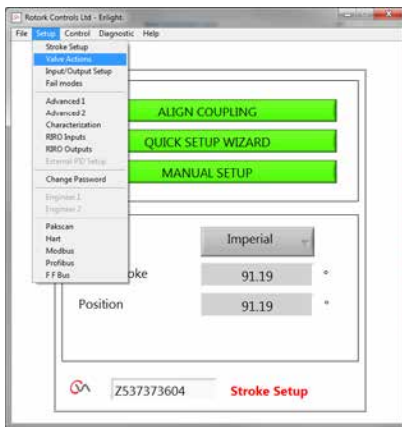 Rotork Controls Ltd - Enlight
File Setup Control Diagnostic Help
Stroke Setup
Valve Actions
Input/Output Setup
Fail modes
Advanced 1
Advanced 2
Characterization
RIRO Inputs
RIRO Outputs
External PID Setup
Change Password
Engineer 1
Engineer 2
Pakscan
Hart
Modbus
Profibus
F F Bus
ALIGN COUPLING
QUICK SETUP WIZARD
MANUAL SETUP
Imperial
oke 91.19 °
Position 91.19 °
Z537373604 Stroke Setup